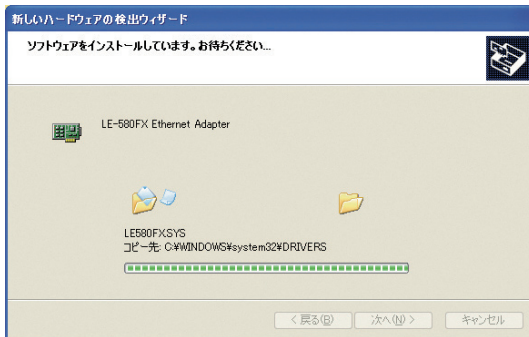 新しいハードウェアの検出ウィザード
ソフトウェアをインストールしています。お待ちください...
LE-580FX Ethernet Adapter
LE580FX.SYS
コピー先: C:¥WINDOWS¥system32¥DRIVERS
< 戻る(B) 次へ(N) > キャンセル